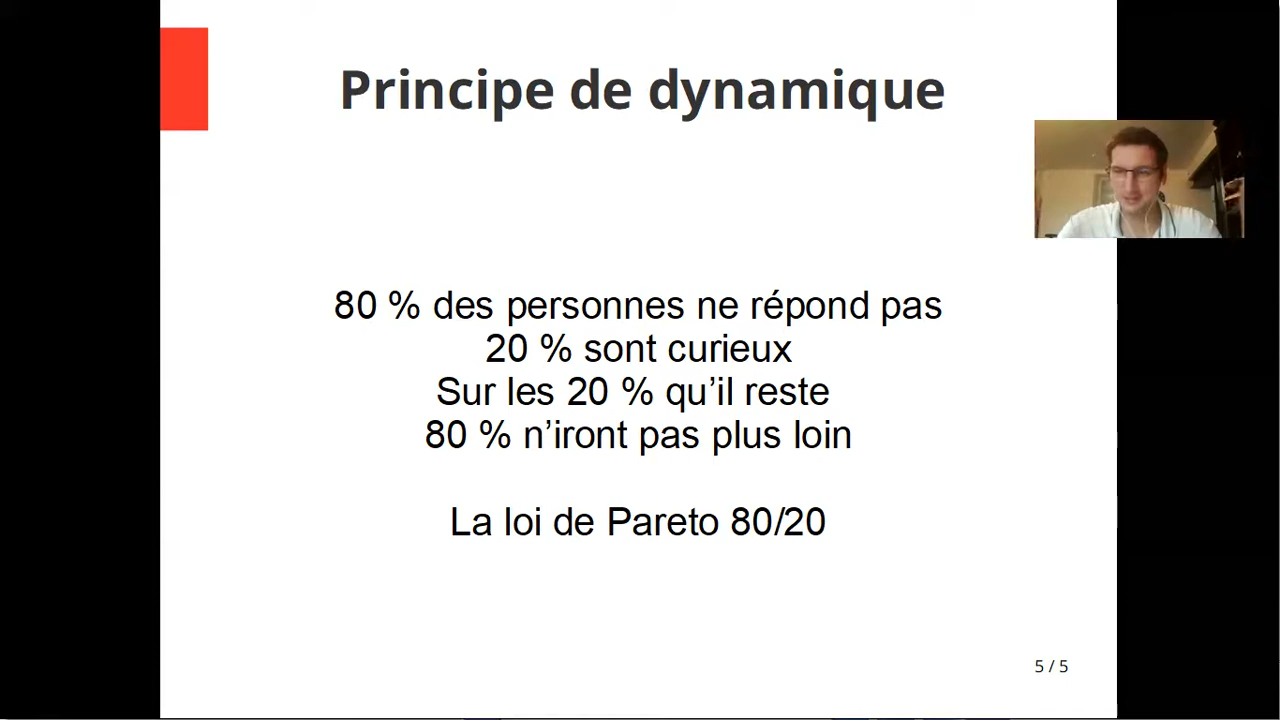 Principe de dynamique
80 % des personnes ne répond pas
20 % sont curieux
Sur les 20 % qu’il reste
80 % n’iront pas plus loin
La loi de Pareto 80/20
5 / 5